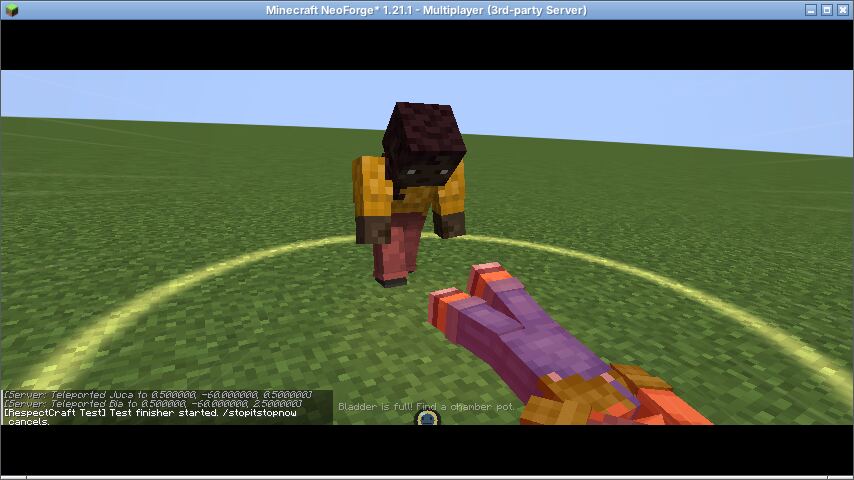 Minecraft NeoForge* 1.21.1 - Multiplayer (3rd-party Server)
[Server: Teleported Juca to 0.500000, -60.000000, 0.500000]
[Server: Teleported Bia to 0.500000, -60.000000, 2.500000]
[RespectCraft Test] Test finisher started. /stopitstopnow
cancels.
Bladder is full! Find a chamber pot.